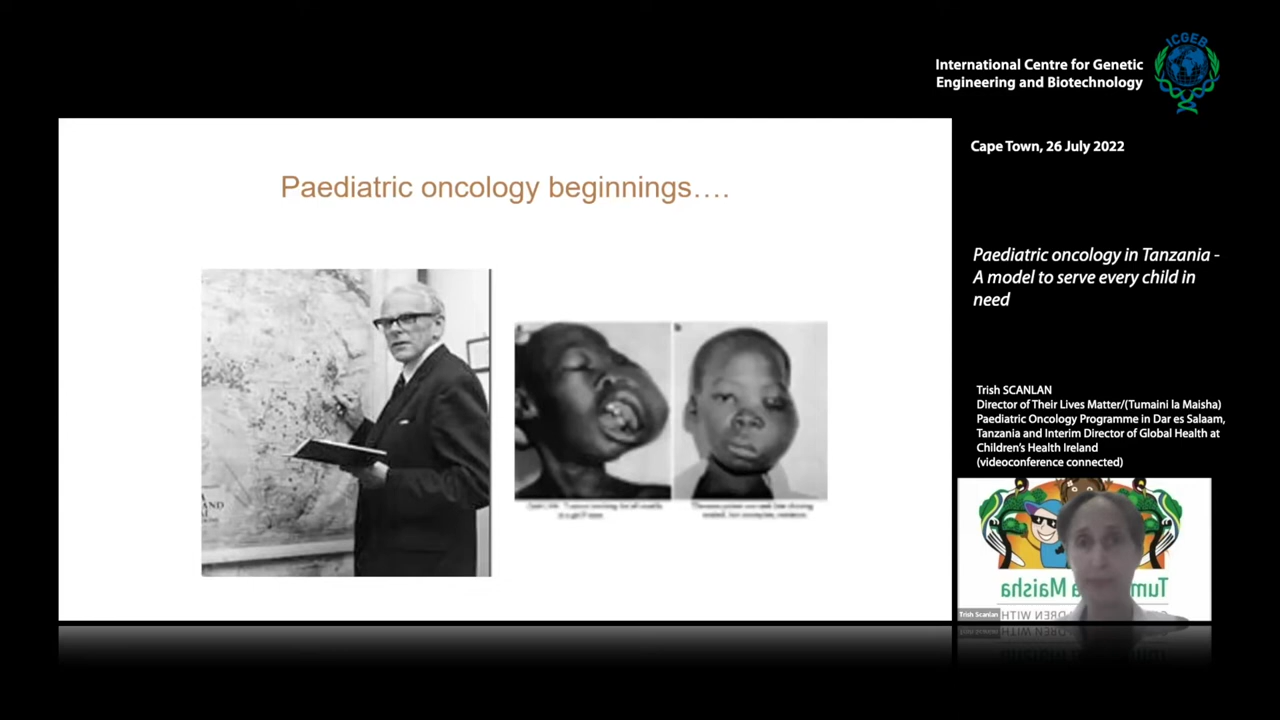 ICGEB
International Centre for Genetic
Engineering and Biotechnology
Cape Town, 26 July 2022
Paediatric oncology beginnings....
Paediatric oncology in Tanzania -
A model to serve every child in
need
Trish SCANLAN
Director of Their Lives Matter/(Tumaini la Maisha)
Paediatric Oncology Programme in Dar es Salaam,
Tanzania and Interim Director of Global Health at
Children's Health Ireland
(videoconference connected)
Maisha
Trish Scanlan